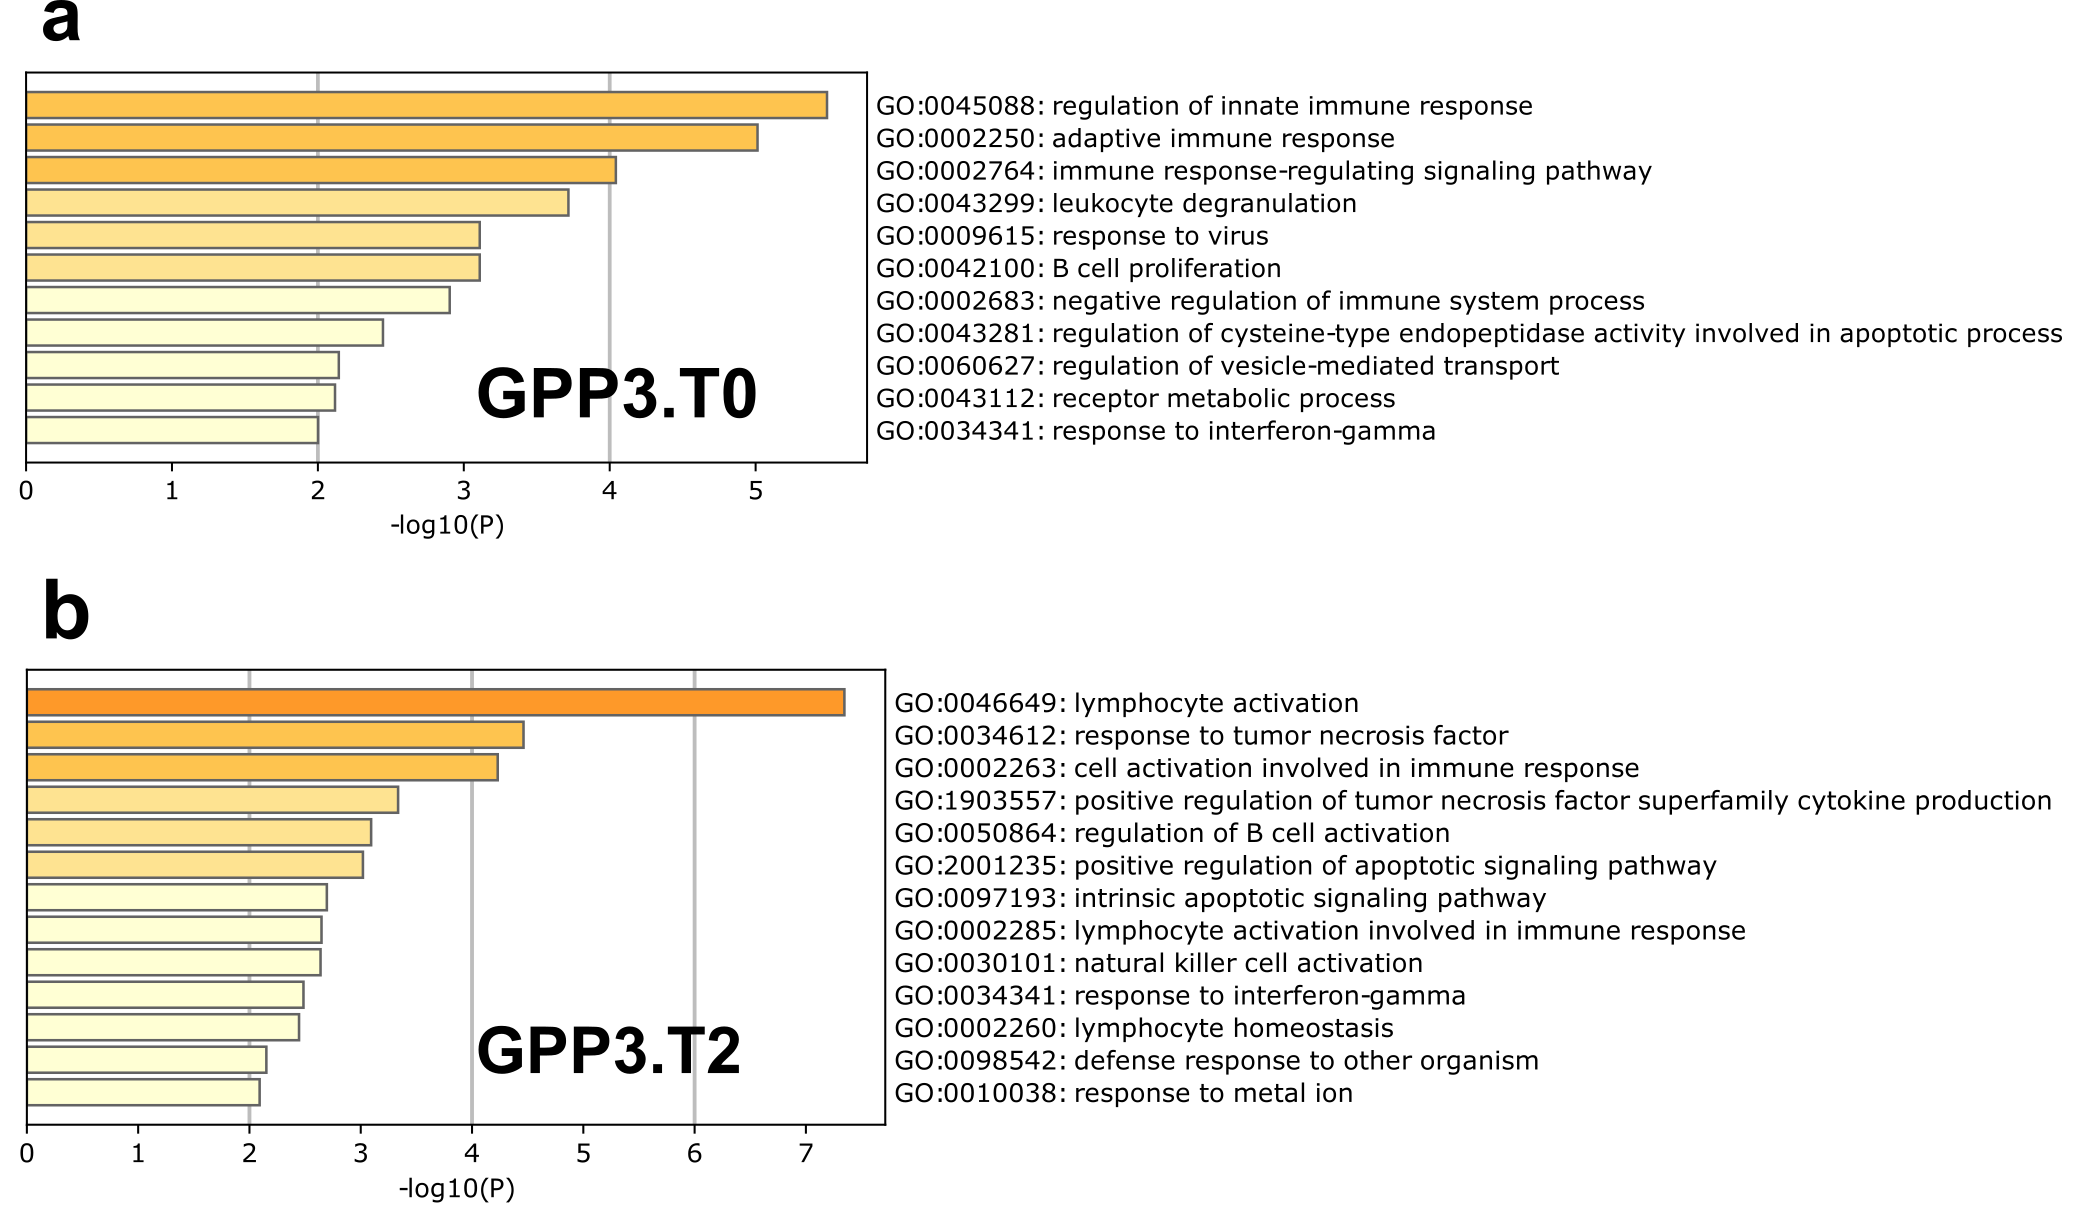 a
GO:0045088: regulation of innate immune response
GO:0002250: adaptive immune response
GO:0002764: immune response-regulating signaling pathway
GO:0043299: leukocyte degranulation
GO:0009615: response to virus
GO:0042100: B cell proliferation
GO:0002683: negative regulation of immune system process
GO:0043281: regulation of cysteine-type endopeptidase activity involved in apoptotic process
GO:0060627: regulation of vesicle-mediated transport
GO:0043112: receptor metabolic process
GO:0034341: response to interferon-gamma
GPP3.T0
0 1 2 3 4 5
-log10(P)
b
GO:0046649: lymphocyte activation
GO:0034612: response to tumor necrosis factor
GO:0002263: cell activation involved in immune response
GO:1903557: positive regulation of tumor necrosis factor superfamily cytokine production
GO:0050864: regulation of B cell activation
GO:2001235: positive regulation of apoptotic signaling pathway
GO:0097193: intrinsic apoptotic signaling pathway
GO:0002285: lymphocyte activation involved in immune response
GO:0030101: natural killer cell activation
GO:0034341: response to interferon-gamma
GO:0002260: lymphocyte homeostasis
GO:0098542: defense response to other organism
GO:0010038: response to metal ion
GPP3.T2
0 1 2 3 4 5 6 7
-log10(P)